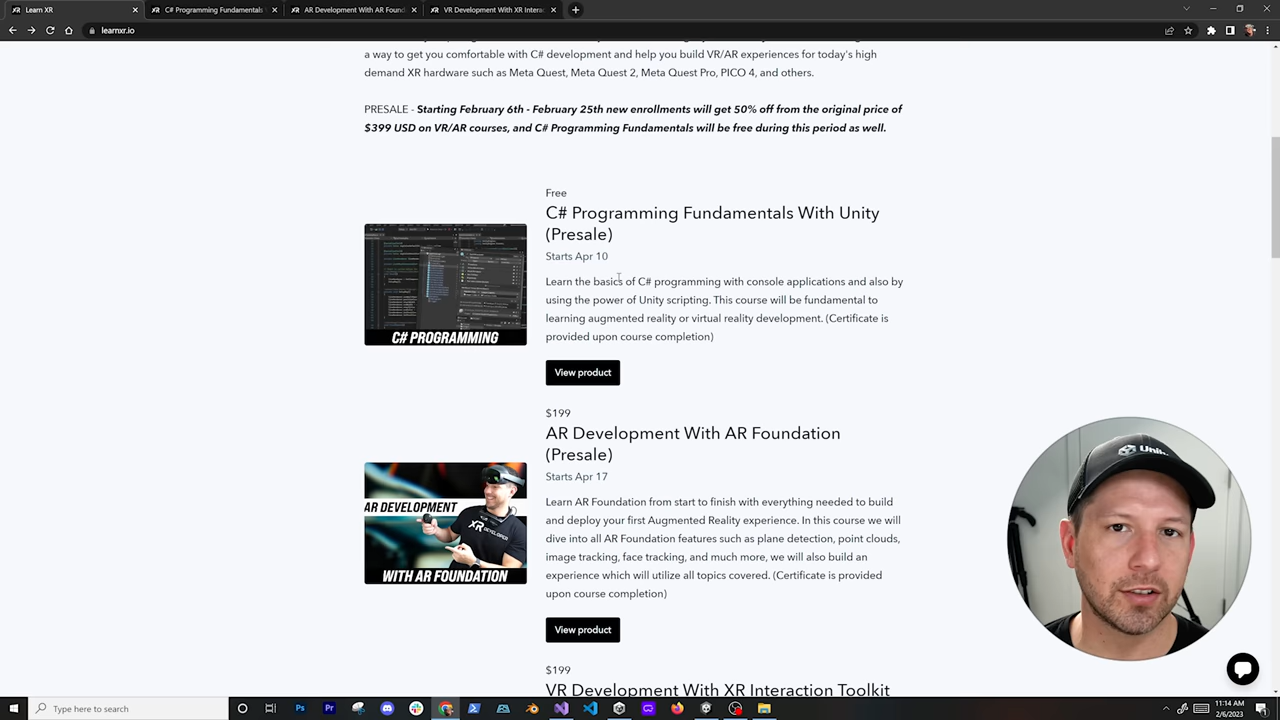 Learn XR
C# Programming Fundamentals
AR Development With AR Found
VR Development With XR Interac
learnxr.io
a way to get you comfortable with C# development and help you build VR/AR experiences for today's high
demand XR hardware such as Meta Quest, Meta Quest 2, Meta Quest Pro, PICO 4, and others.
PRESALE - Starting February 6th - February 25th new enrollments will get 50% off from the original price of
$399 USD on VR/AR courses, and C# Programming Fundamentals will be free during this period as well.
Free
C# Programming Fundamentals With Unity
(Presale)
Starts Apr 10
Learn the basics of C# programming with console applications and also by
using the power of Unity scripting. This course will be fundamental to
learning augmented reality or virtual reality development. (Certificate is
provided upon course completion)
C# PROGRAMMING
View product
$199
AR Development With AR Foundation
(Presale)
Starts Apr 17
Learn AR Foundation from start to finish with everything needed to build
and deploy your first Augmented Reality experience. In this course we will
dive into all AR Foundation features such as plane detection, point clouds,
image tracking, face tracking, and much more, we will also build an
experience which will utilize all topics covered. (Certificate is provided
upon course completion)
AR DEVELOPMENT
XR DEVELOPER
WITH AR FOUNDATION
View product
$199
VR Development With XR Interaction Toolkit
Unity
Type here to search
11:14 AM
2/6/2023